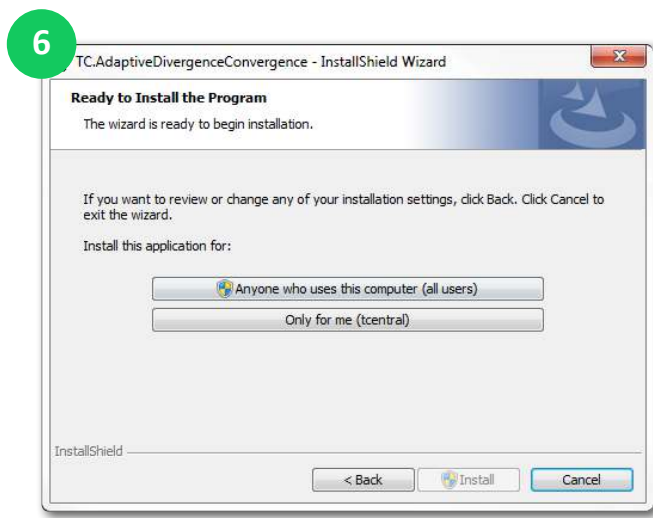 6
TC.AdaptiveDivergenceConvergence - InstallShield Wizard
Ready to Install the Program
The wizard is ready to begin installation.
If you want to review or change any of your installation settings, click Back. Click Cancel to
exit the wizard.
Install this application for:
Anyone who uses this computer (all users)
Only for me (tcentral)
InstallShield
< Back
Install
Cancel